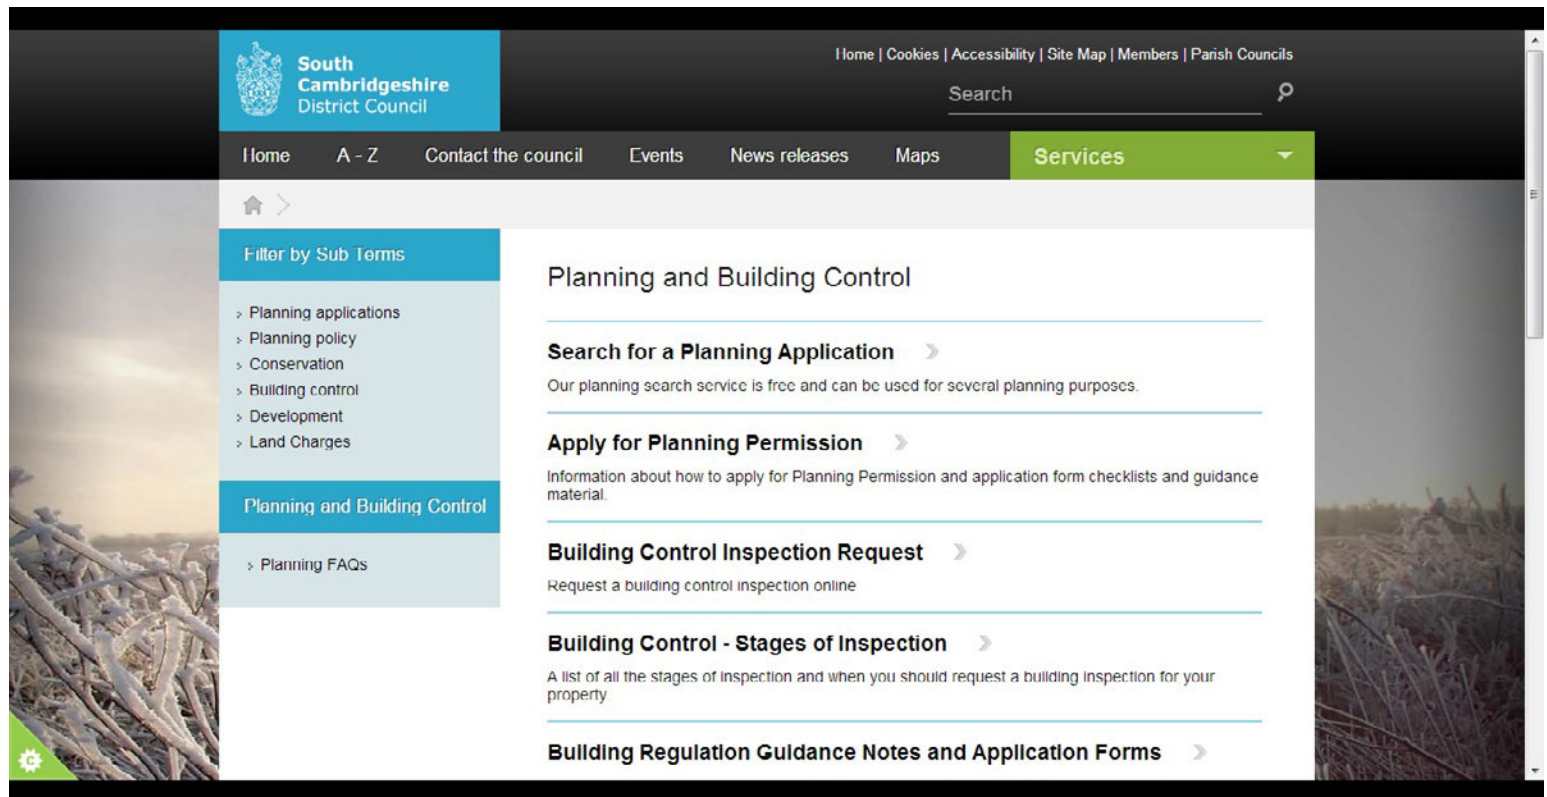 South
Cambridgeshire
District Council
Home | Cookies | Accessibility | Site Map | Members | Parish Councils
Search
Home A - Z Contact the council Events News releases Maps Services
Filter by Sub Terms
Planning applications
Planning policy
Conservation
Building control
Development
Land Charges
Planning and Building Control
Planning FAQs
Planning and Building Control
Search for a Planning Application
Our planning search service is free and can be used for several planning purposes.
Apply for Planning Permission
Information about how to apply for Planning Permission and application form checklists and guidance
material.
Building Control Inspection Request
Request a building control inspection online
Building Control - Stages of Inspection
A list of all the stages of inspection and when you should request a building inspection for your
property
Building Regulation Guidance Notes and Application Forms
C